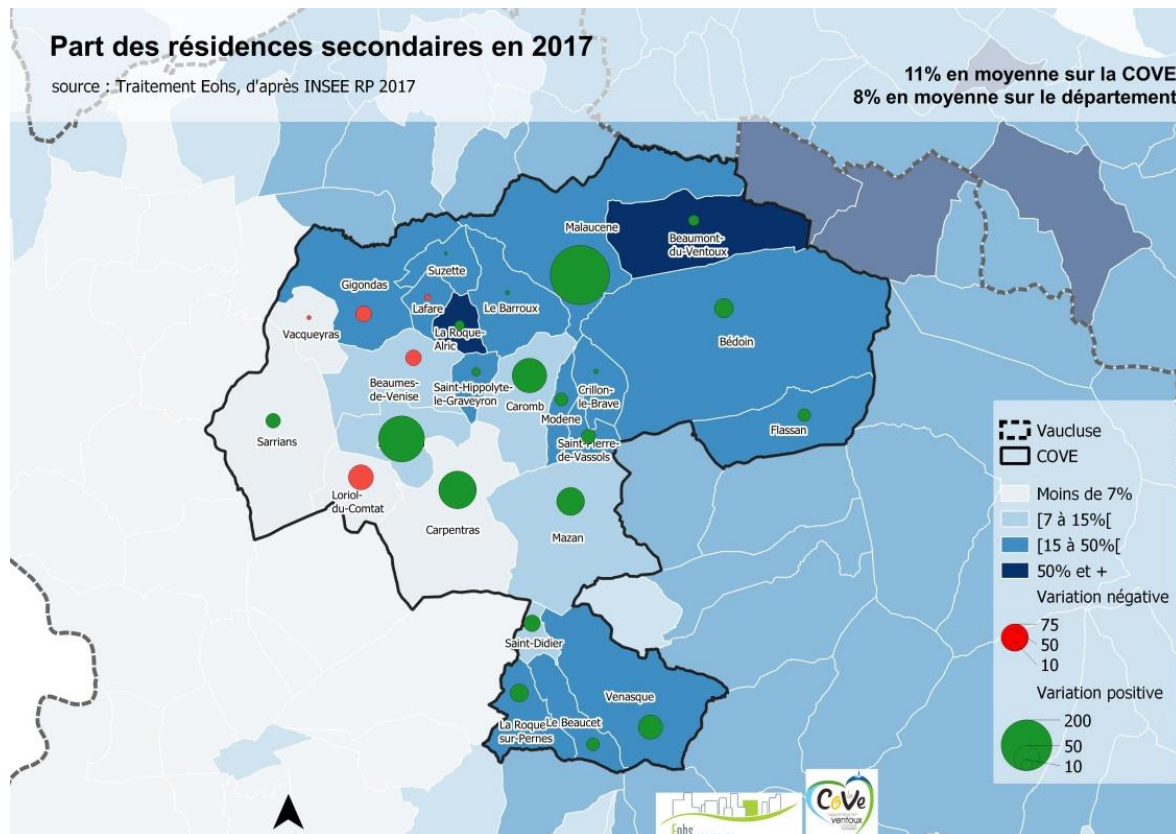 Part des résidences secondaires en 2017
source : Traitement Eohs, d'après INSEE RP 2017
11% en moyenne sur la COVE
8% en moyenne sur le département
Malaucene
Beaumont-
du-Ventoux
Suzette
Gigondas
Lafare
Le Barroux
Vacqueyras
La Roque-
Alric
Bédoin
Beaumes-
de-Venise
Saint-Hippolyte-
le-Graveyron
Caromb
Crillon-
le-Brave
Modene
Sarrians
Flassan
Saint-Pierre-
de-Vassols
Loriol-
du-Comtat
Carpentras
Mazan
Saint-Didier
Venasque
La Roque
sur-Pernes
Le Beaucet
Vaucluse
COVE
Moins de 7%
[7 à 15%[
[15 à 50%[
50% et +
Variation négative
75
50
10
Variation positive
200
50
10
Eohs
CoVe
ventoux